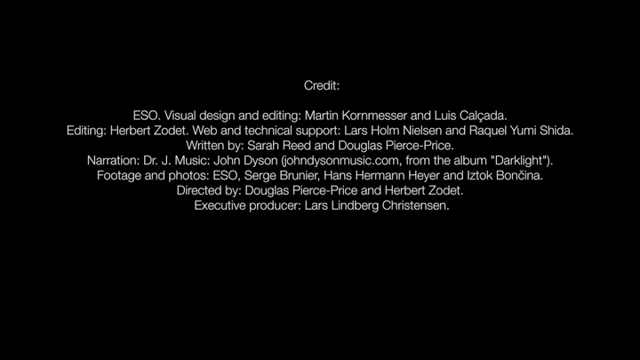 Credit:
ESO. Visual design and editing: Martin Kornmesser and Luis Calçada.
Editing: Herbert Zodet. Web and technical support: Lars Holm Nielsen and Raquel Yumi Shida.
Written by: Sarah Reed and Douglas Pierce-Price.
Narration: Dr. J. Music: John Dyson (johndysonmusic.com, from the album "Darklight").
Footage and photos: ESO, Serge Brunier, Hans Hermann Heyer and Iztok Bončina.
Directed by: Douglas Pierce-Price and Herbert Zodet.
Executive producer: Lars Lindberg Christensen.